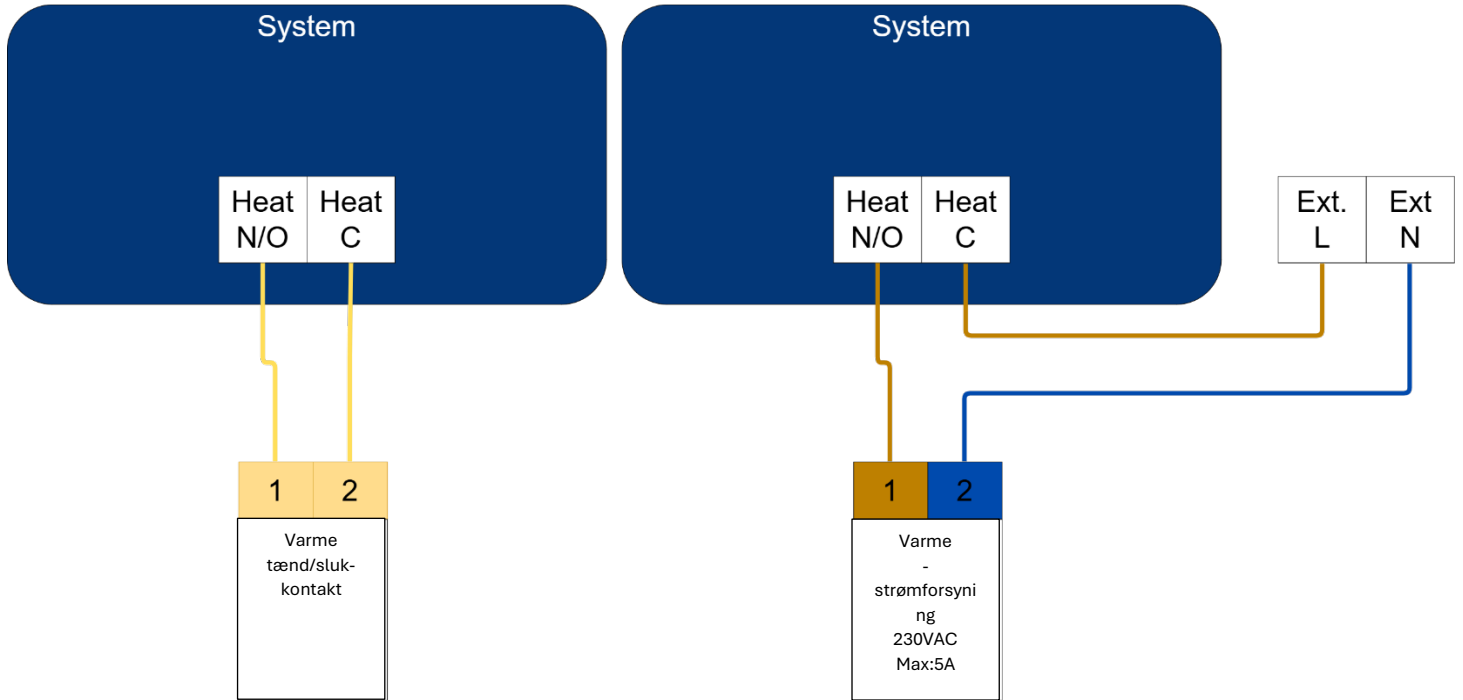 System
Heat N/O
Heat C
1
2
Varme
tænd/sluk-
kontakt
System
Heat N/O
Heat C
Ext. L
Ext N
1
2
Varme
-
strømforsyni
ng
230VAC
Max:5A